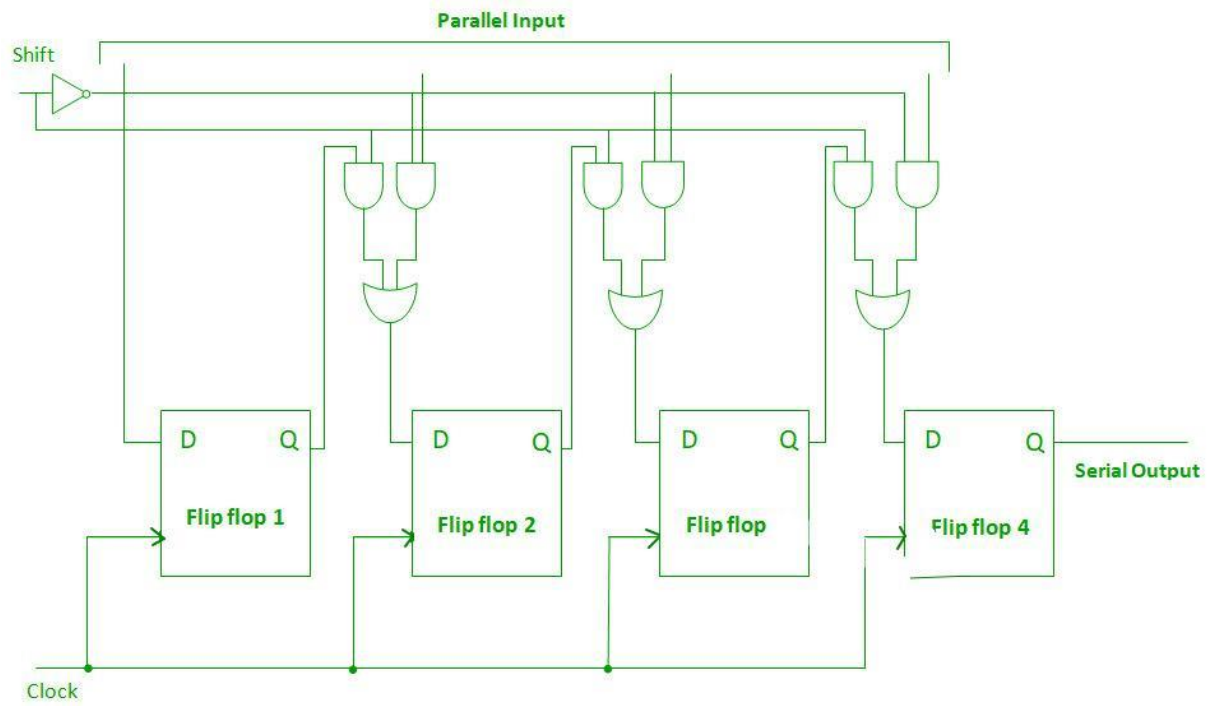 Parallel Input
Shift
D Q
D Q
D Q
D Q
Serial Output
Flip flop 1
Flip flop 2
Flip flop
Flip flop 4
Clock